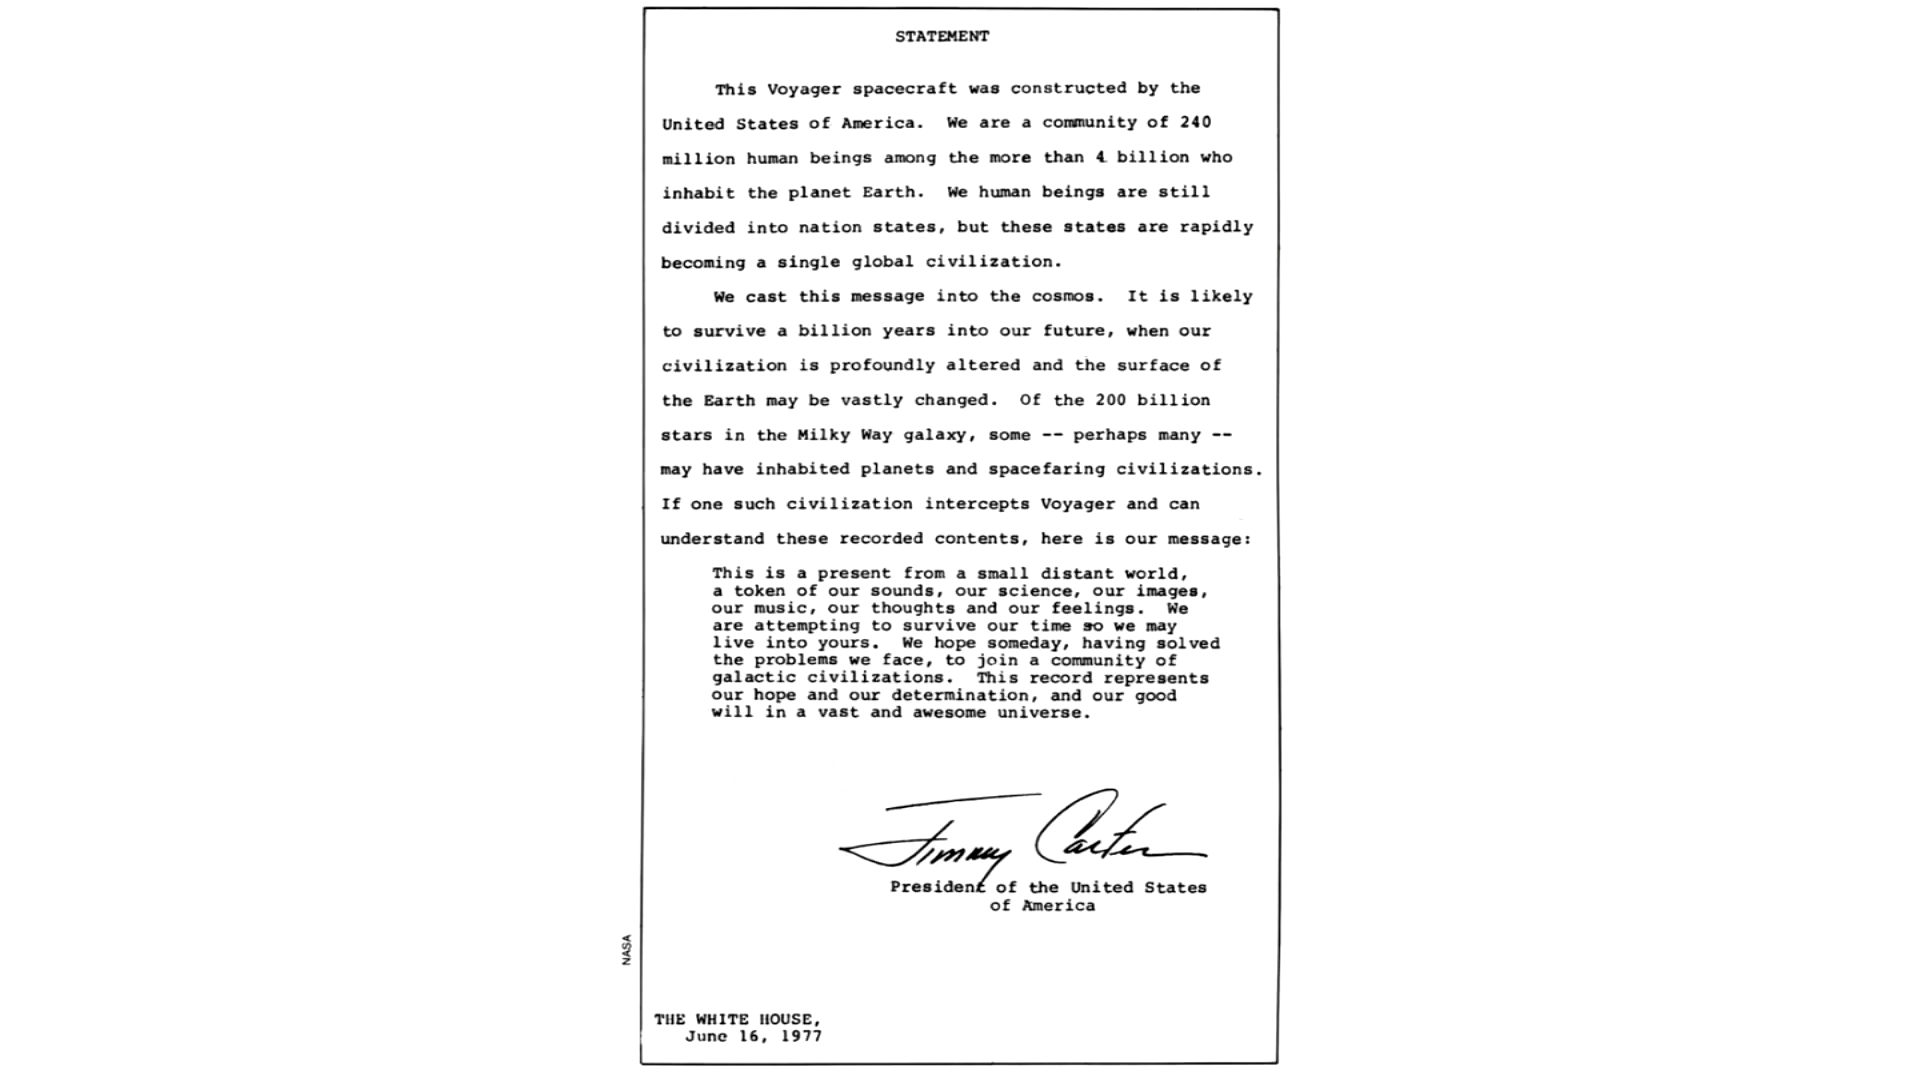 STATEMENT
This Voyager spacecraft was constructed by the
United States of America. We are a community of 240
million human beings among the more than 4 billion who
inhabit the planet Earth. We human beings are still
divided into nation states, but these states are rapidly
becoming a single global civilization.
We cast this message into the cosmos. It is likely
to survive a billion years into our future, when our
civilization is profoundly altered and the surface of
the Earth may be vastly changed. Of the 200 billion
stars in the Milky Way galaxy, some -- perhaps many --
may have inhabited planets and spacefaring civilizations.
If one such civilization intercepts Voyager and can
understand these recorded contents, here is our message:
This is a present from a small distant world,
a token of our sounds, our science, our images,
our music, our thoughts and our feelings. We
are attempting to survive our time so we may
live into yours. We hope someday, having solved
the problems we face, to join a community of
galactic civilizations. This record represents
our hope and our determination, and our good
will in a vast and awesome universe.
Jimmy Carter
President of the United States
of America
NASA
THE WHITE HOUSE,
June 16, 1977